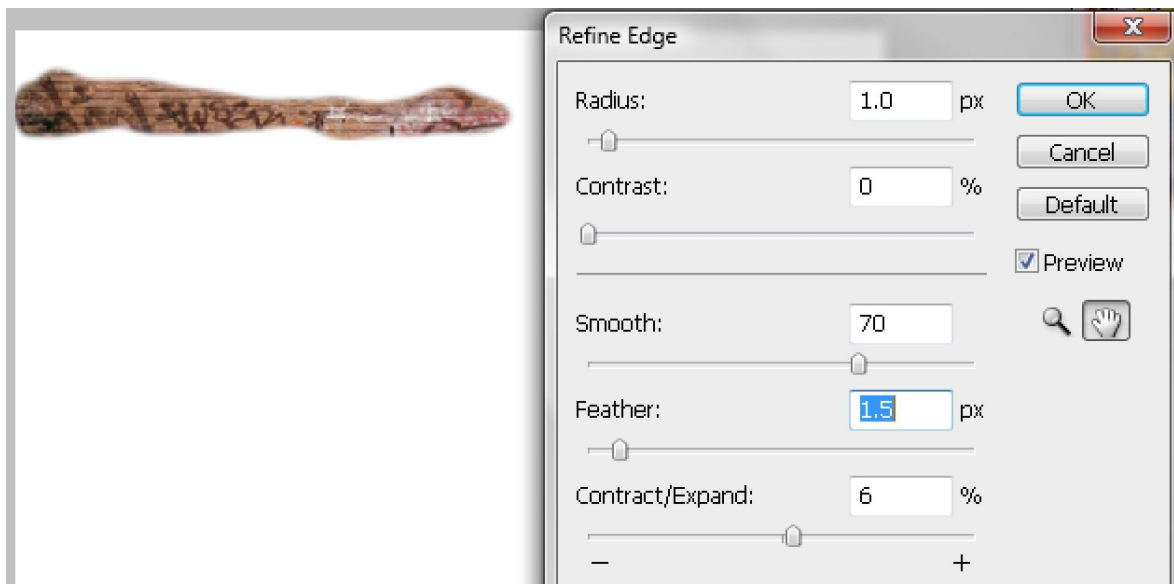 Refine Edge
X
Radius: 1.0 px
OK
Contrast: 0 %
Cancel
Default
Preview
Smooth: 70
Feather: 1.5 px
Contract/Expand: 6 %
− +